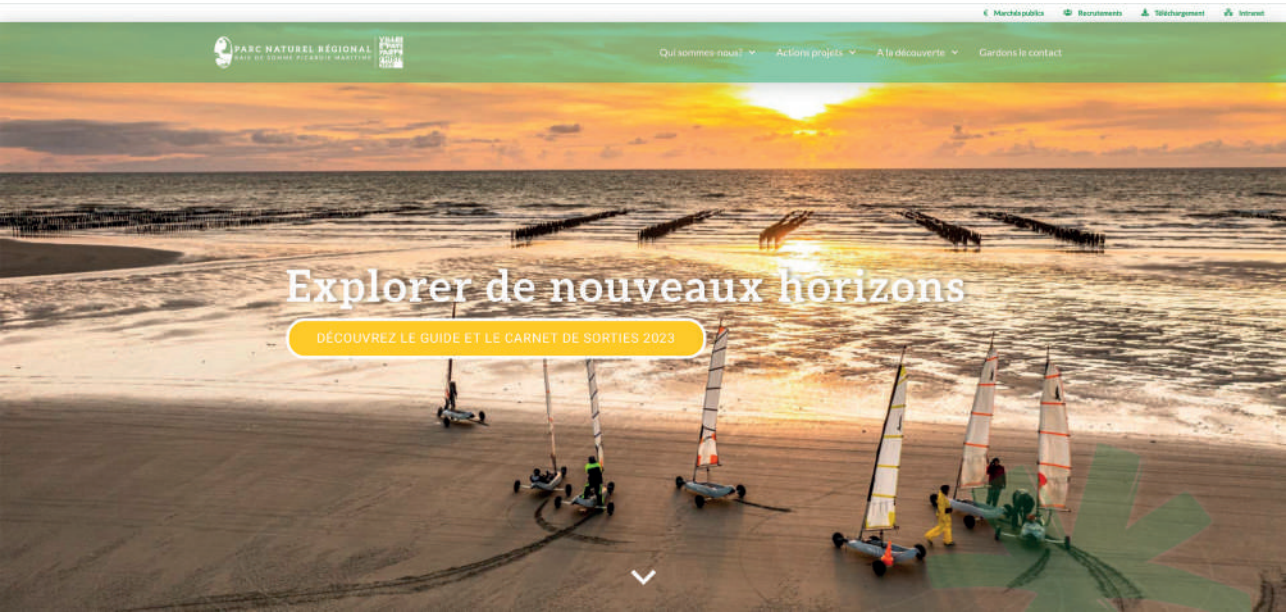 Marchés publics
Recrutements
Téléchargement
Intranet
PARC NATUREL RÉGIONAL
BAIE DE SOMME PICARDIE MARITIME
Qui sommes-nous?
Actions projets
A la découverte
Gardons le contact
Explorer de nouveaux horizons
DÉCOUVREZ LE GUIDE ET LE CARNET DE SORTIES 2023